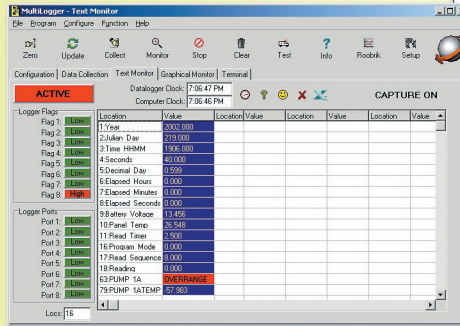 MultiLogger - Text Monitor
File Program Configure Function Help
Zero Update Collect Monitor Stop Clear Test Info Roobrik Setup
Configuration Data Collection Text Monitor Graphical Monitor Terminal
ACTIVE
Datalogger Clock: 7:06:47 PM
Computer Clock: 7:06:46 PM
CAPTURE ON
Logger Flags
Flag 1: Low
Flag 2: Low
Flag 3: Low
Flag 4: Low
Flag 5: Low
Flag 6: Low
Flag 7: Low
Flag 8: High
Logger Ports
Port 1: Low
Port 2: Low
Port 3: Low
Port 4: Low
Port 5: Low
Port 6: Low
Port 7: Low
Port 8: Low
Locs: 16
Location Value Location Value Location Value Location Value
1:Year 2002.000
2:Julian Day 219.000
3:Time HHMM 1906.000
4:Seconds 40.000
5:Decimal Day 0.599
6:Elapsed Hours 0.000
7:Elapsed Minutes 0.000
8:Elapsed Seconds 0.000
9:Battery Voltage 13.456
10:Panel Temp 26.548
11:Read Timer 2.500
16:Program Mode 0.000
17:Read Sequence 8.000
18:Reading 0.000
63:PUMP 1A OVERRANGE
79:PUMP 1ATEMP -57.983